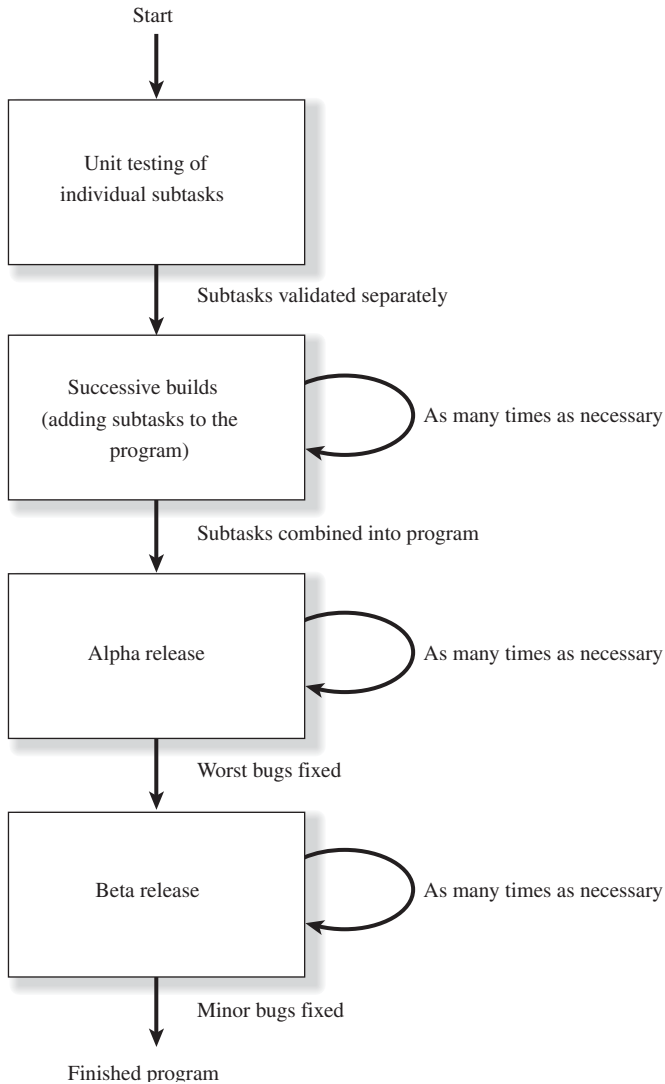 Start
Unit testing of
individual subtasks
Subtasks validated separately
Successive builds
(adding subtasks to the
program)
As many times as necessary
Subtasks combined into program
Alpha release
As many times as necessary
Worst bugs fixed
Beta release
As many times as necessary
Minor bugs fixed
Finished program